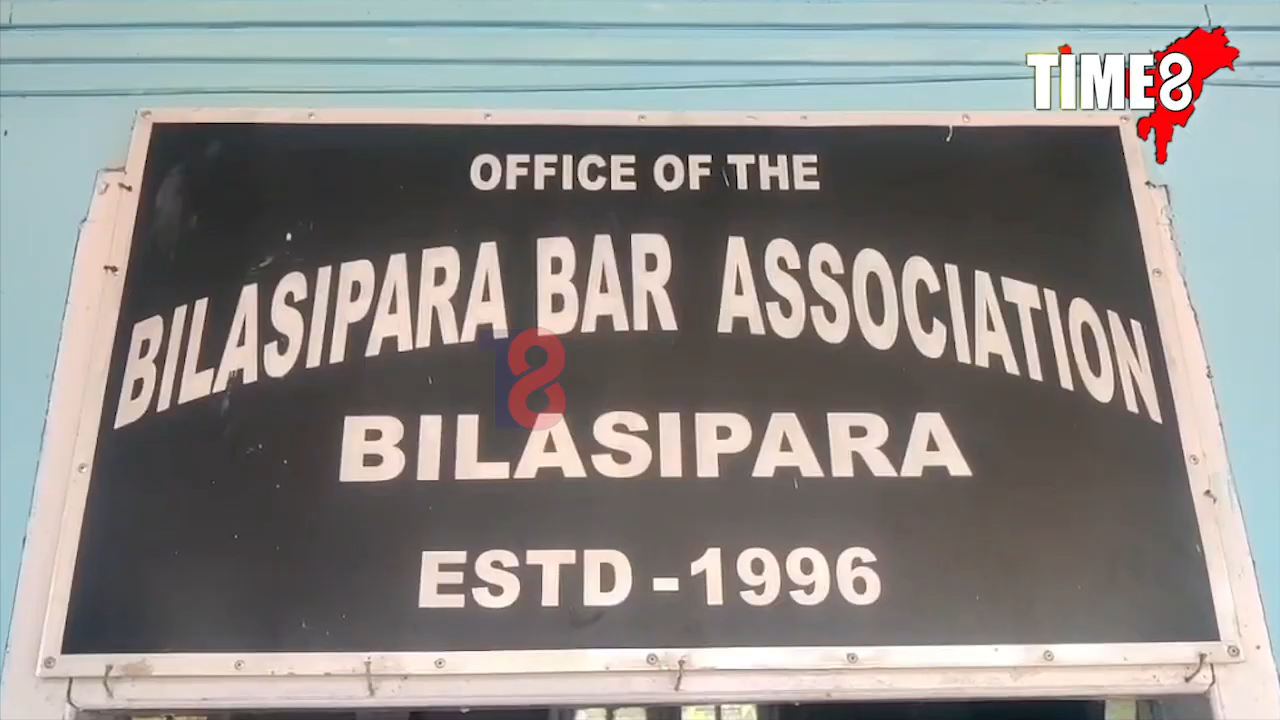 TIME8
OFFICE OF THE
BILASIPARA BAR ASSOCIATION
BILASIPARA
ESTD - 1996